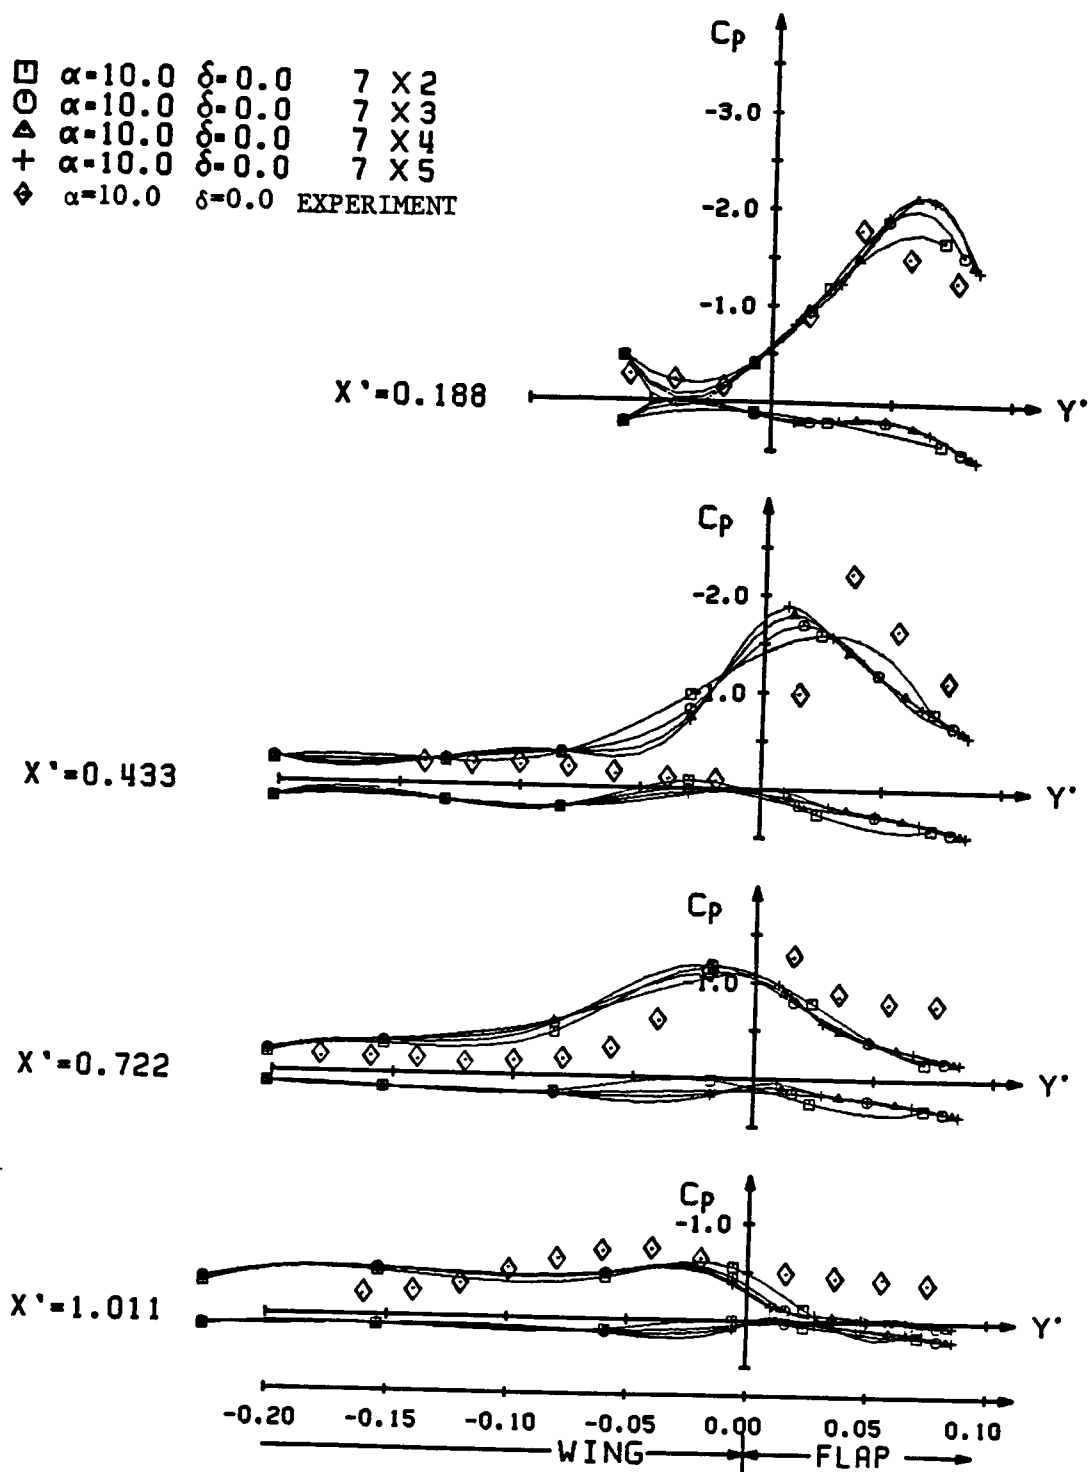 □ α=10.0 δ=0.0 7 X 2
○ α=10.0 δ=0.0 7 X 3
△ α=10.0 δ=0.0 7 X 4
+ α=10.0 δ=0.0 7 X 5
◇ α=10.0 δ=0.0 EXPERIMENT
Cp
-3.0
-2.0
-1.0
X'=0.188
Y'
Cp
-2.0
1.0
X'=0.433
Y'
Cp
1.0
X'=0.722
Y'
Cp
-1.0
X'=1.011
Y'
-0.20 -0.15 -0.10 -0.05 0.00 0.05 0.10
WING FLAP